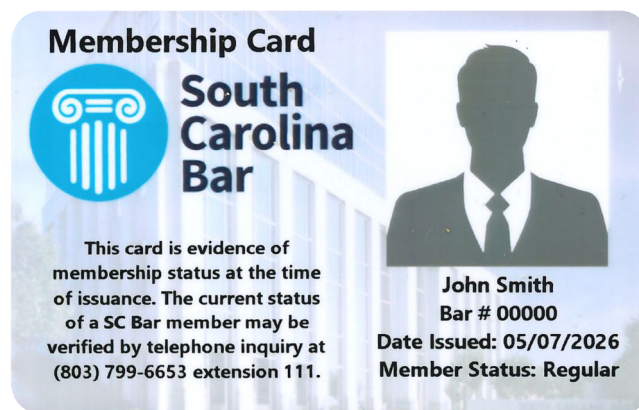 Membership Card
South
Carolina
Bar
This card is evidence of
membership status at the time
of issuance. The current status
of a SC Bar member may be
verified by telephone inquiry at
(803) 799-6653 extension 111.
John Smith
Bar # 00000
Date Issued: 05/07/2026
Member Status: Regular